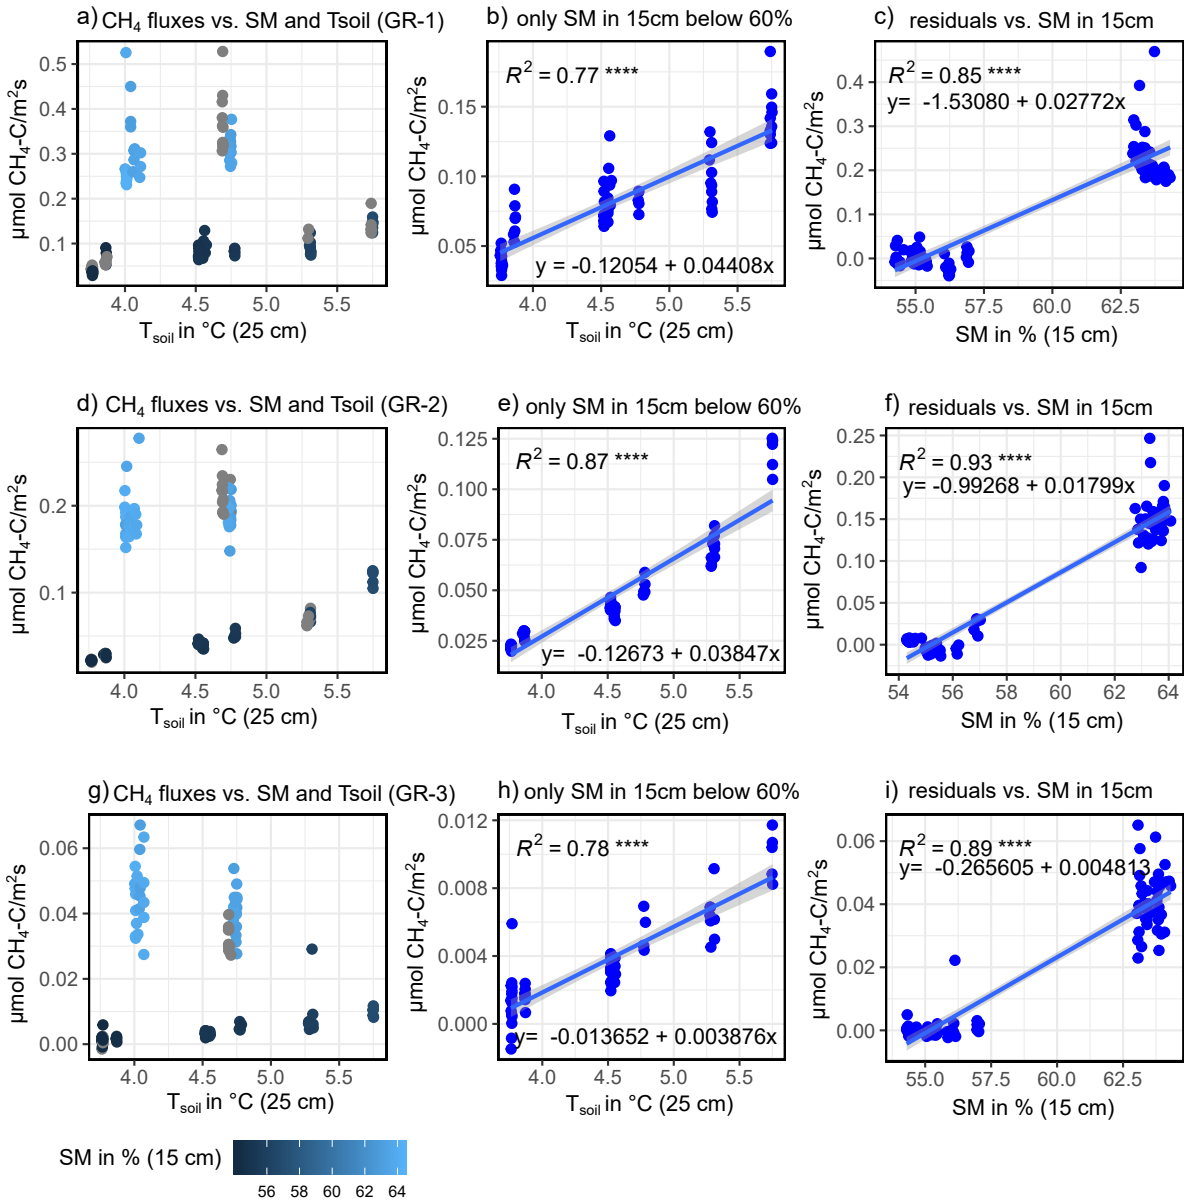 a) CH₄ fluxes vs. SM and Tsoil (GR-1)
b) only SM in 15cm below 60%
c) residuals vs. SM in 15cm
µmol CH₄-C/m²s
0.5
0.4
0.3
0.2
0.1
4.0 4.5 5.0 5.5
T_soil in °C (25 cm)
µmol CH₄-C/m²s
0.15
0.10
0.05
R² = 0.77 ****
y = -0.12054 + 0.04408x
4.0 4.5 5.0 5.5
T_soil in °C (25 cm)
µmol CH₄-C/m²s
0.4
0.3
0.2
0.1
0.0
R² = 0.85 ****
y= -1.53080 + 0.02772x
55.0 57.5 60.0 62.5
SM in % (15 cm)
d) CH₄ fluxes vs. SM and Tsoil (GR-2)
e) only SM in 15cm below 60%
f) residuals vs. SM in 15cm
µmol CH₄-C/m²s
0.2
0.1
4.0 4.5 5.0 5.5
T_soil in °C (25 cm)
µmol CH₄-C/m²s
0.125
0.100
0.075
0.050
0.025
R² = 0.87 ****
y= -0.12673 + 0.03847x
4.0 4.5 5.0 5.5
T_soil in °C (25 cm)
µmol CH₄-C/m²s
0.25
0.20
0.15
0.10
0.05
0.00
R² = 0.93 ****
y= -0.99268 + 0.01799x
54 56 58 60 62 64
SM in % (15 cm)
g) CH₄ fluxes vs. SM and Tsoil (GR-3)
h) only SM in 15cm below 60%
i) residuals vs. SM in 15cm
µmol CH₄-C/m²s
0.06
0.04
0.02
0.00
4.0 4.5 5.0 5.5
T_soil in °C (25 cm)
µmol CH₄-C/m²s
0.012
0.008
0.004
0.000
R² = 0.78 ****
y= -0.013652 + 0.003876x
4.0 4.5 5.0 5.5
T_soil in °C (25 cm)
µmol CH₄-C/m²s
0.06
0.04
0.02
0.00
R² = 0.89 ****
y= -0.265605 + 0.004813x
55.0 57.5 60.0 62.5
SM in % (15 cm)
SM in % (15 cm)
56 58 60 62 64